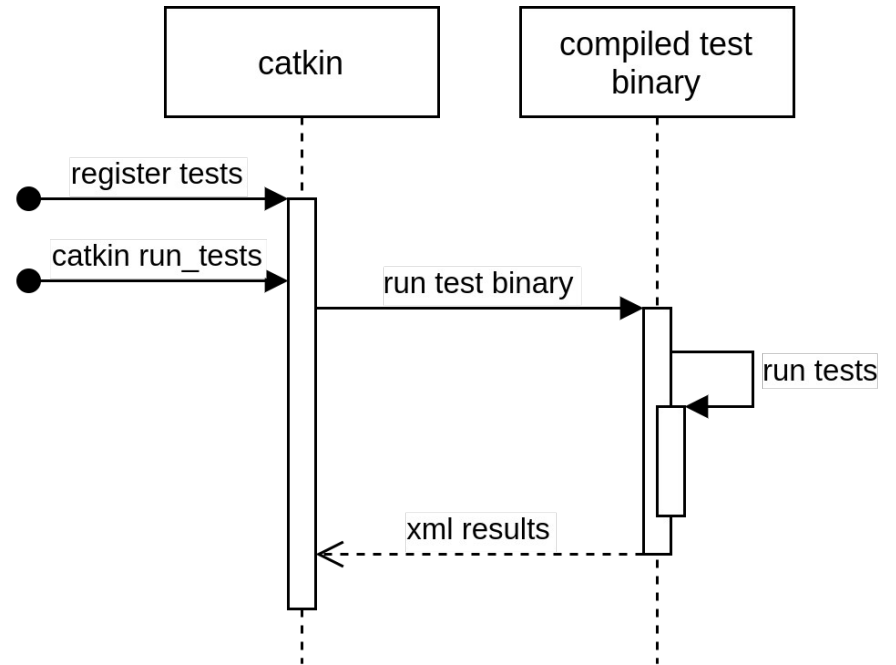 catkin
compiled test
binary
register tests
catkin run_tests
run test binary
run tests
xml results